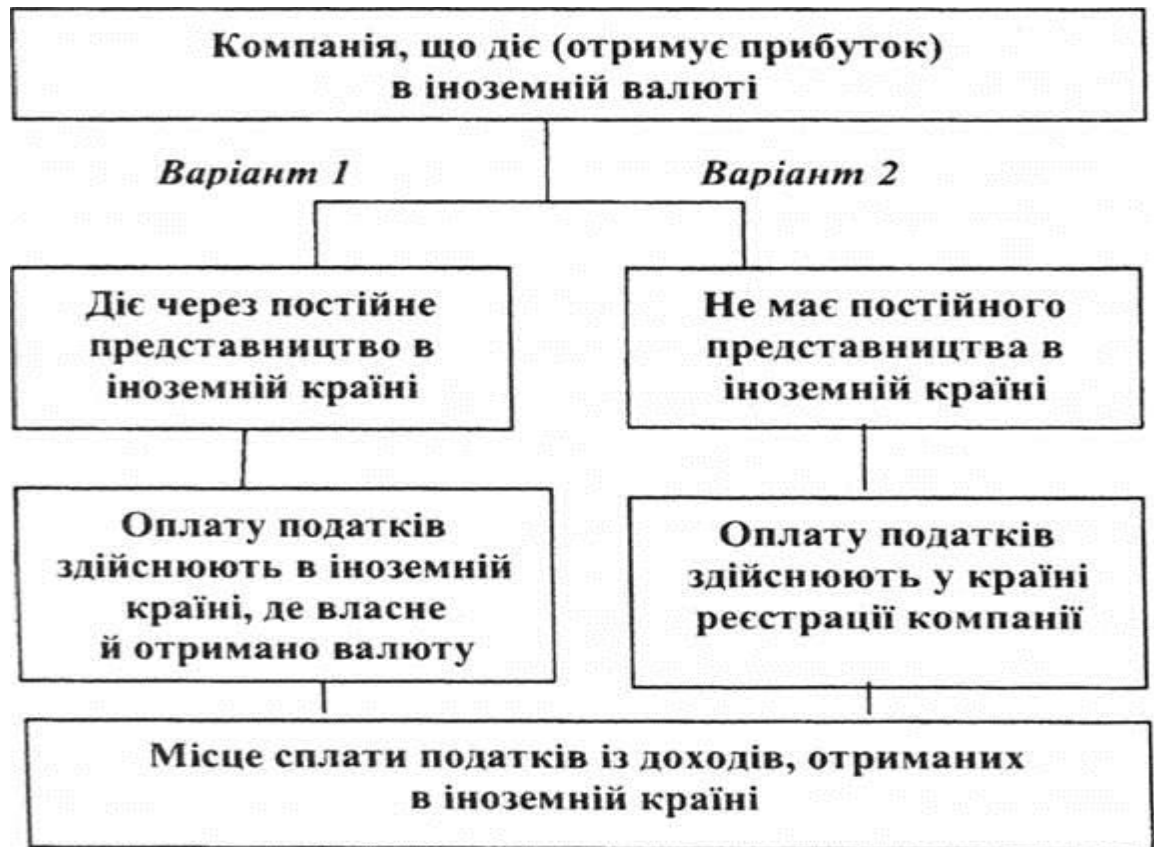 Компанія, що діє (отримує прибуток)
в іноземній валюті
Варіант 1
Варіант 2
Діє через постійне
представництво в
іноземній країні
Не має постійного
представництва в
іноземній країні
Оплату податків
здійснюють в іноземній
країні, де власне
й отримано валюту
Оплату податків
здійснюють у країні
реєстрації компанії
Місце сплати податків із доходів, отриманих
в іноземній країні